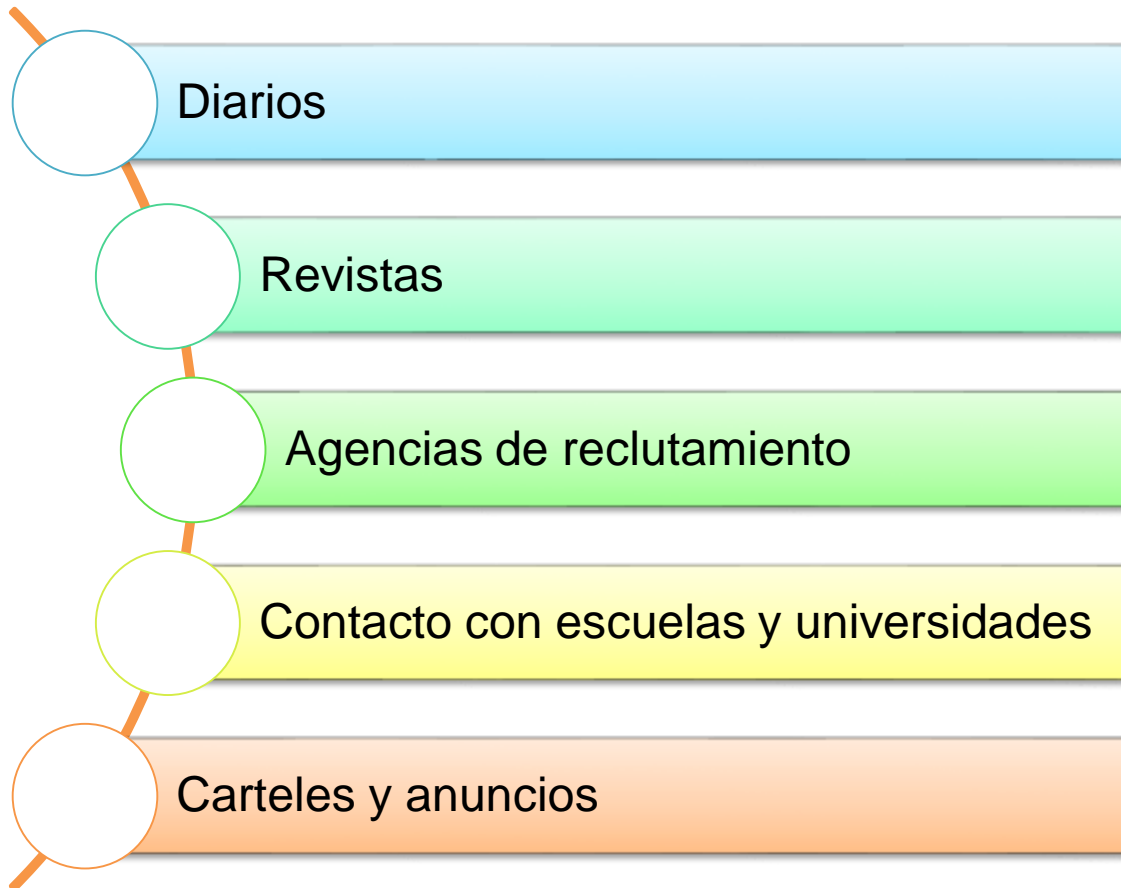 Diarios
Revistas
Agencias de reclutamiento
Contacto con escuelas y universidades
Carteles y anuncios